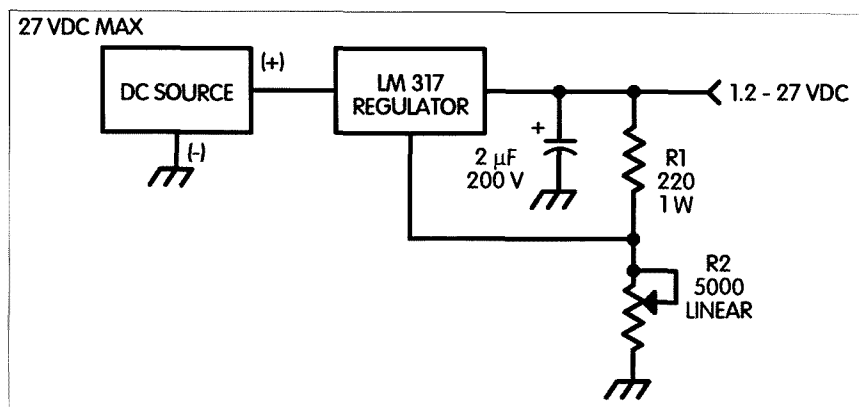 27 VDC MAX
DC SOURCE
(+)
(-)
LM 317
REGULATOR
+
2 µF
200 V
1.2 - 27 VDC
R1
220
1 W
R2
5000
LINEAR